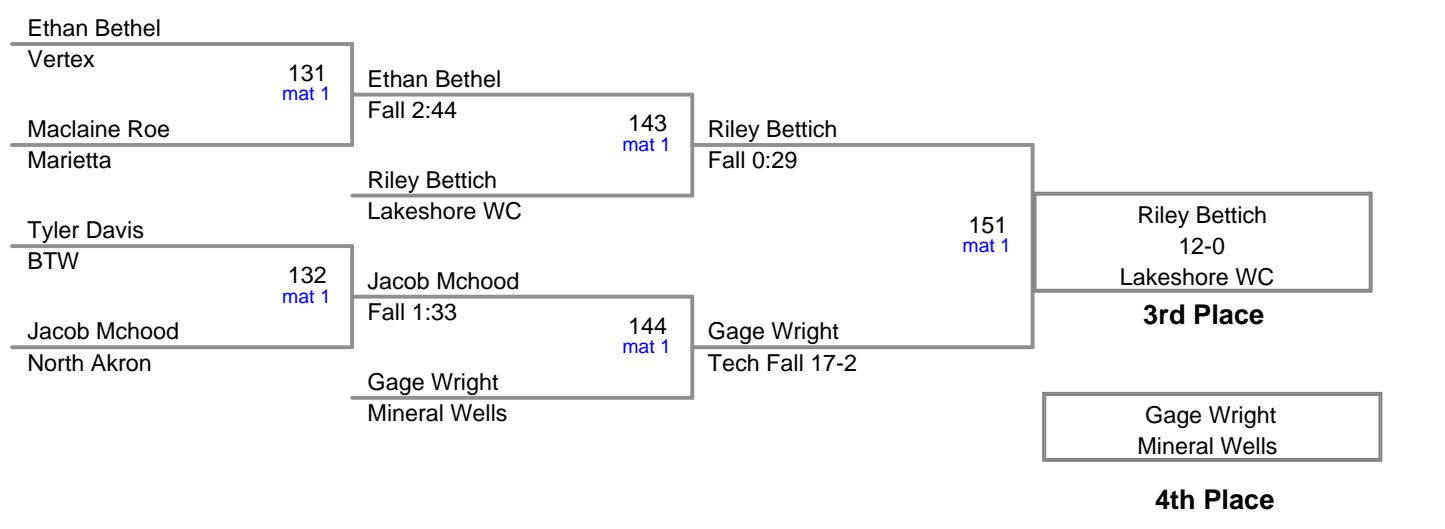 Ethan Bethel
Vertex
131
mat 1
Maclaine Roe
Marietta
Ethan Bethel
Fall 2:44
143
mat 1
Riley Bettich
Lakeshore WC
Riley Bettich
Fall 0:29
Tyler Davis
BTW
132
mat 1
Jacob Mchood
North Akron
Jacob Mchood
Fall 1:33
144
mat 1
Gage Wright
Mineral Wells
Gage Wright
Tech Fall 17-2
151
mat 1
Riley Bettich
12-0
Lakeshore WC
3rd Place
Gage Wright
Mineral Wells
4th Place